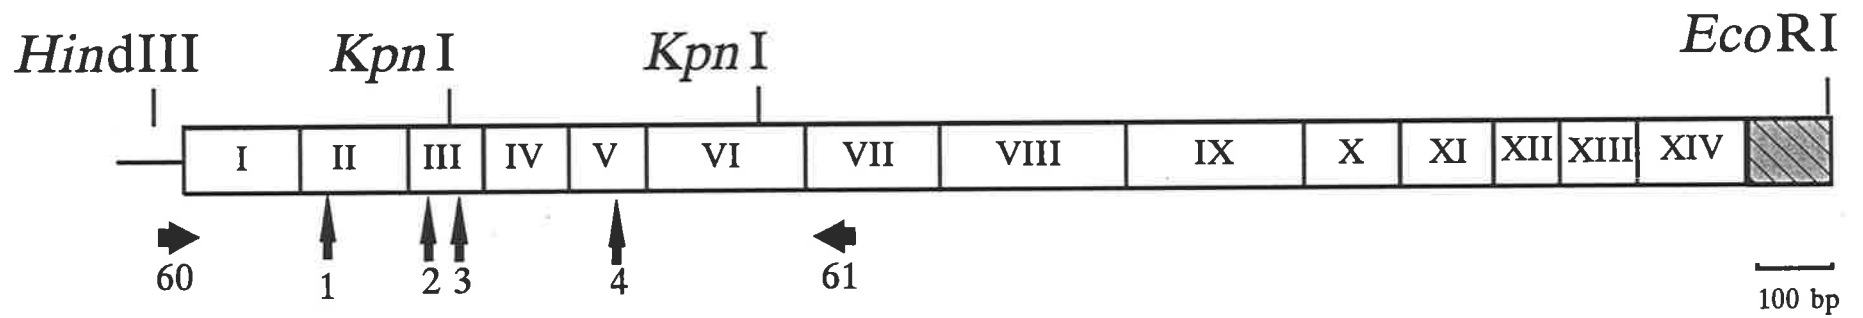 HindIII KpnI KpnI EcoRI
I II III IV V VI VII VIII IX X XI XII XIII XIV
60 1 2 3 4 61
100 bp